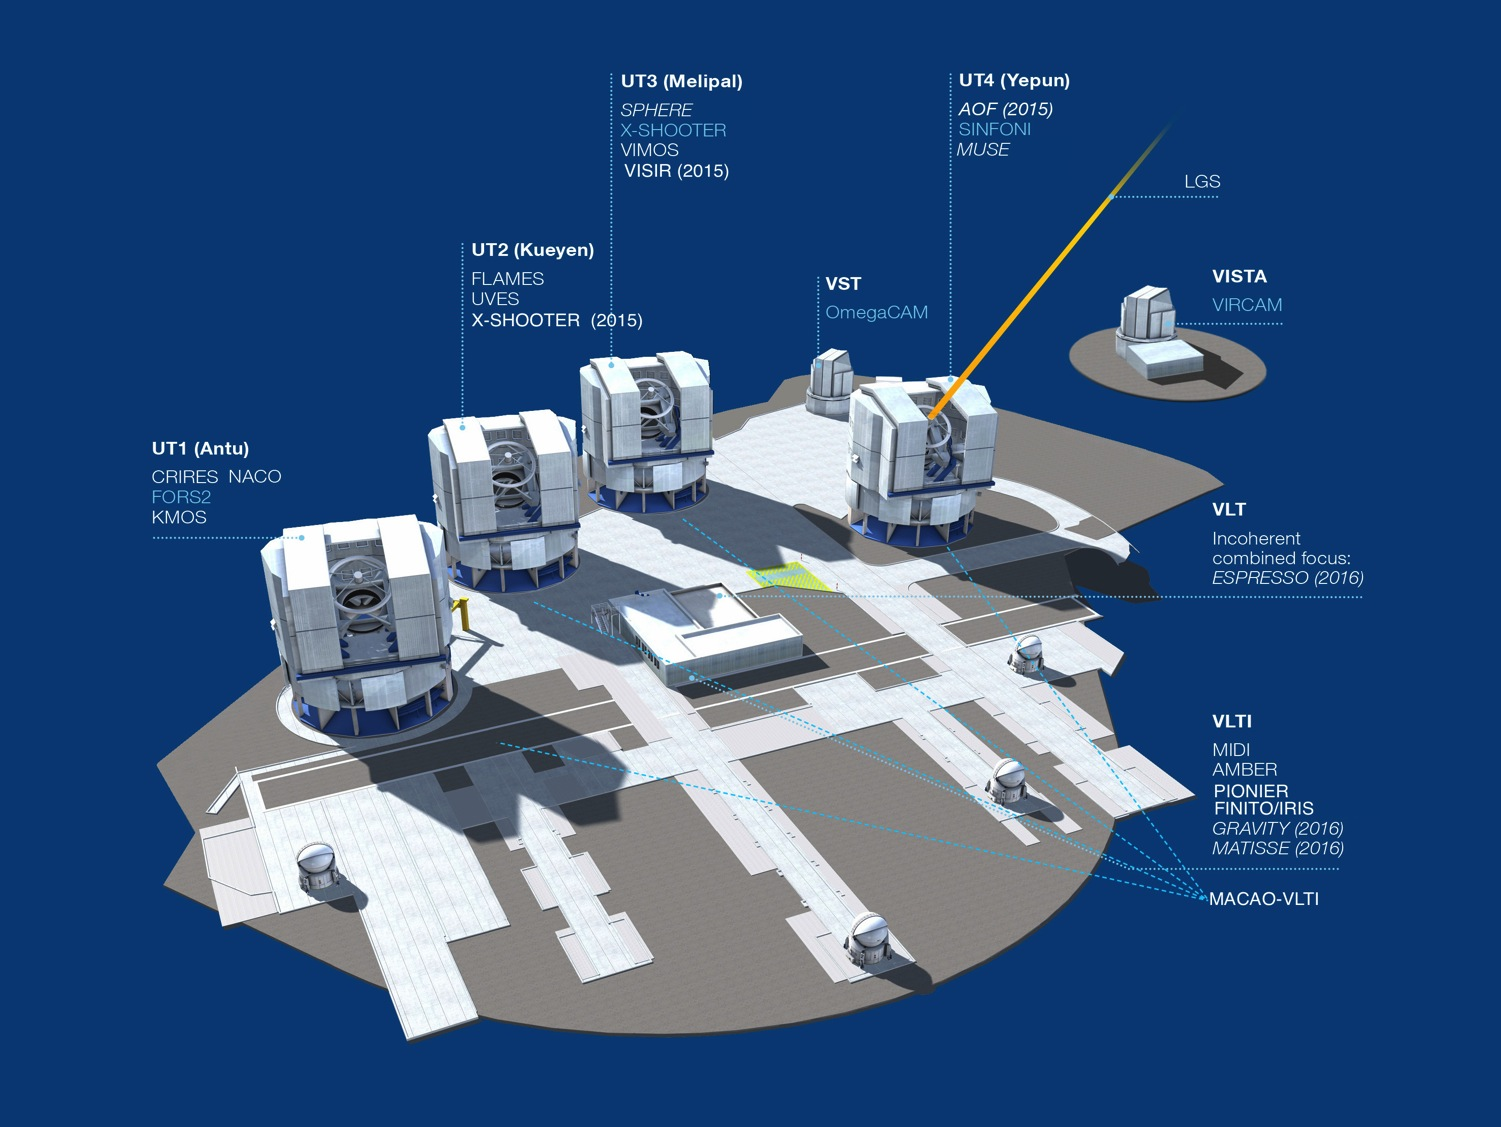 UT3 (Melipal)
SPHERE
X-SHOOTER
VIMOS
VISIR (2015)
UT4 (Yepun)
AOF (2015)
SINFONI
MUSE
LGS
UT2 (Kueyen)
FLAMES
UVES
X-SHOOTER (2015)
VST
OmegaCAM
VISTA
VIRCAM
UT1 (Antu)
CRIRES NACO
FORS2
KMOS
VLT
Incoherent
combined focus:
ESPRESSO (2016)
VLTI
MIDI
AMBER
PIONIER
FINITO/IRIS
GRAVITY (2016)
MATISSE (2016)
MACAO-VLTI